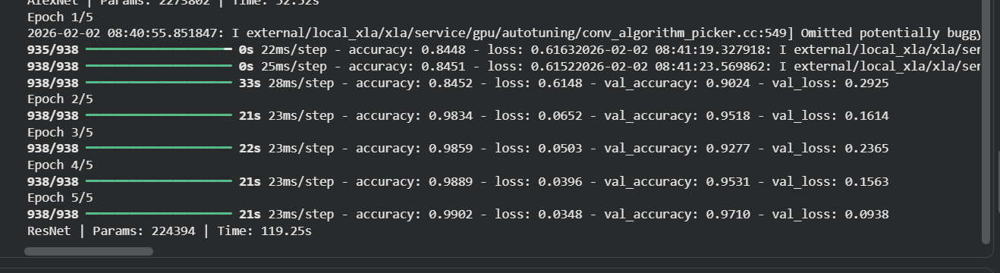 AlexNet | Params: 2273802 | Time: 52.52s
Epoch 1/5
2026-02-02 08:40:55.851847: I external/local_xla/xla/service/gpu/autotuning/conv_algorithm_picker.cc:549] Omitted potentially buggy
935/938 0s 22ms/step - accuracy: 0.8448 - loss: 0.61632026-02-02 08:41:19.327918: I external/local_xla/xla/ser
938/938 0s 25ms/step - accuracy: 0.8451 - loss: 0.61522026-02-02 08:41:23.569862: I external/local_xla/xla/ser
938/938 33s 28ms/step - accuracy: 0.8452 - loss: 0.6148 - val_accuracy: 0.9024 - val_loss: 0.2925
Epoch 2/5
938/938 21s 23ms/step - accuracy: 0.9834 - loss: 0.0652 - val_accuracy: 0.9518 - val_loss: 0.1614
Epoch 3/5
938/938 22s 23ms/step - accuracy: 0.9859 - loss: 0.0503 - val_accuracy: 0.9277 - val_loss: 0.2365
Epoch 4/5
938/938 21s 23ms/step - accuracy: 0.9889 - loss: 0.0396 - val_accuracy: 0.9531 - val_loss: 0.1563
Epoch 5/5
938/938 21s 23ms/step - accuracy: 0.9902 - loss: 0.0348 - val_accuracy: 0.9710 - val_loss: 0.0938
ResNet | Params: 224394 | Time: 119.25s